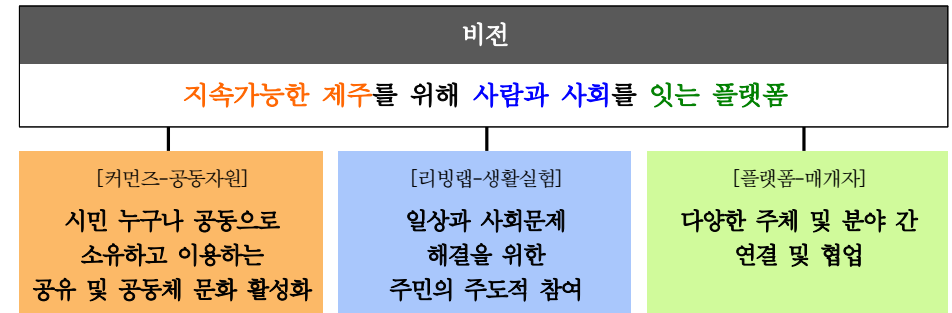 비전
지속가능한 제주를 위해 사람과 사회를 잇는 플랫폼
[커먼즈-공동자원]
시민 누구나 공동으로
소유하고 이용하는
공유 및 공동체 문화 활성화
[리빙랩-생활실험]
일상과 사회문제
해결을 위한
주민의 주도적 참여
[플랫폼-매개자]
다양한 주체 및 분야 간
연결 및 협업